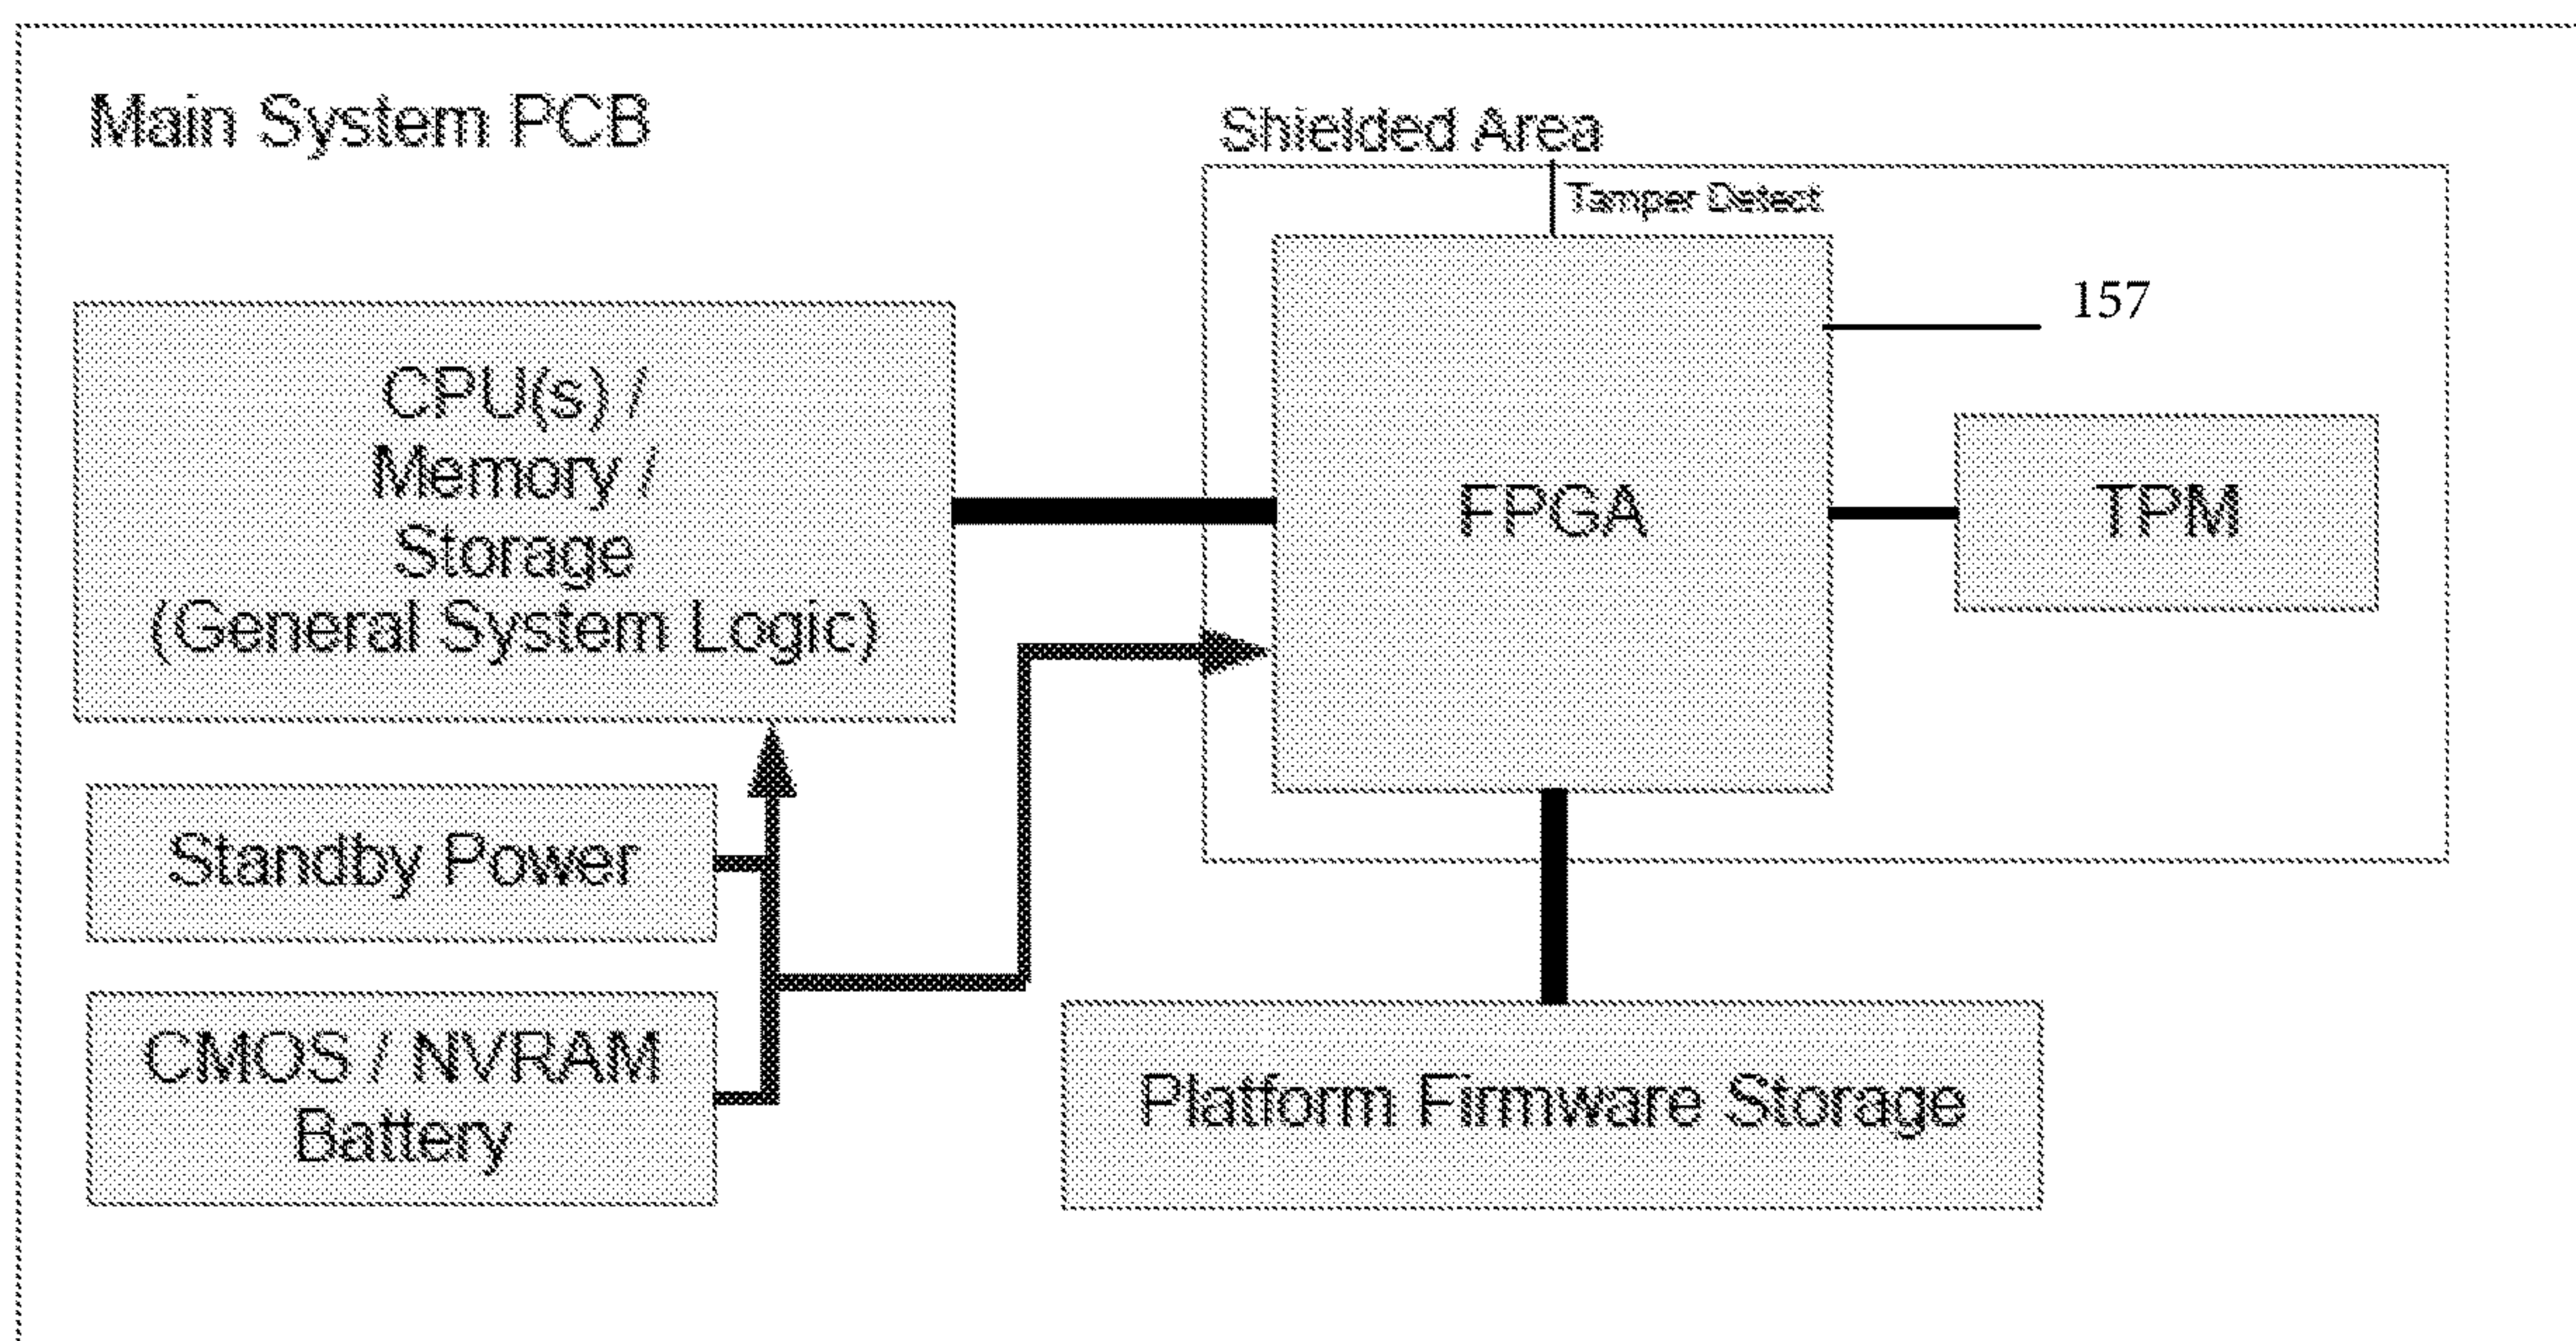 Main System PCB
Shielded Area
Tamper Detect
157
CPU(s) /
Memory /
Storage
(General System Logic)
FPGA
TPM
Standby Power
CMOS / NVRAM
Battery
Platform Firmware Storage